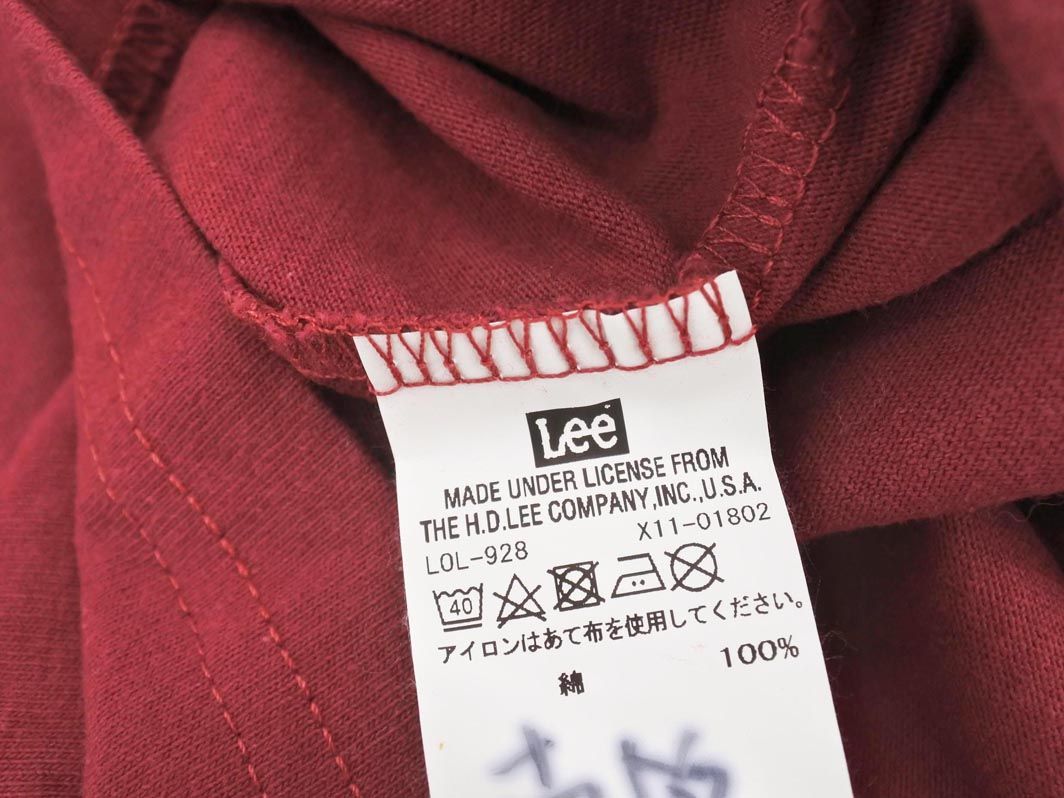 Lee
MADE UNDER LICENSE FROM
THE H.D.LEE COMPANY,INC.,U.S.A.
LOL-928 X11-01802
40
アイロンはあて布を使用してください。
綿 100%